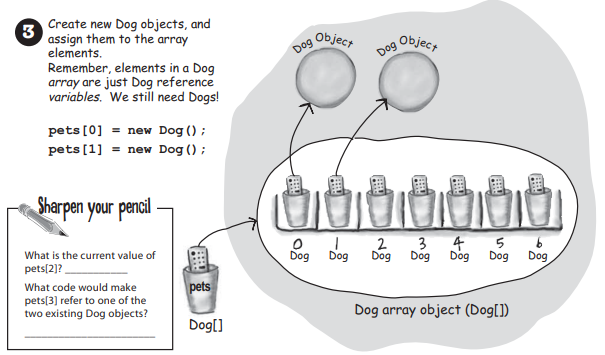 3
Create new Dog objects, and
assign them to the array
elements.
Remember, elements in a Dog
array are just Dog reference
variables. We still need Dogs!
pets[0] = new Dog();
pets[1] = new Dog();
Dog Object
Dog Object
Sharpen your pencil
What is the current value of
pets[2]? ___________
What code would make
pets[3] refer to one of the
two existing Dog objects?
_______________________
pets
Dog[]
0 1 2 3 4 5 6
Dog Dog Dog Dog Dog Dog Dog
Dog array object (Dog[])